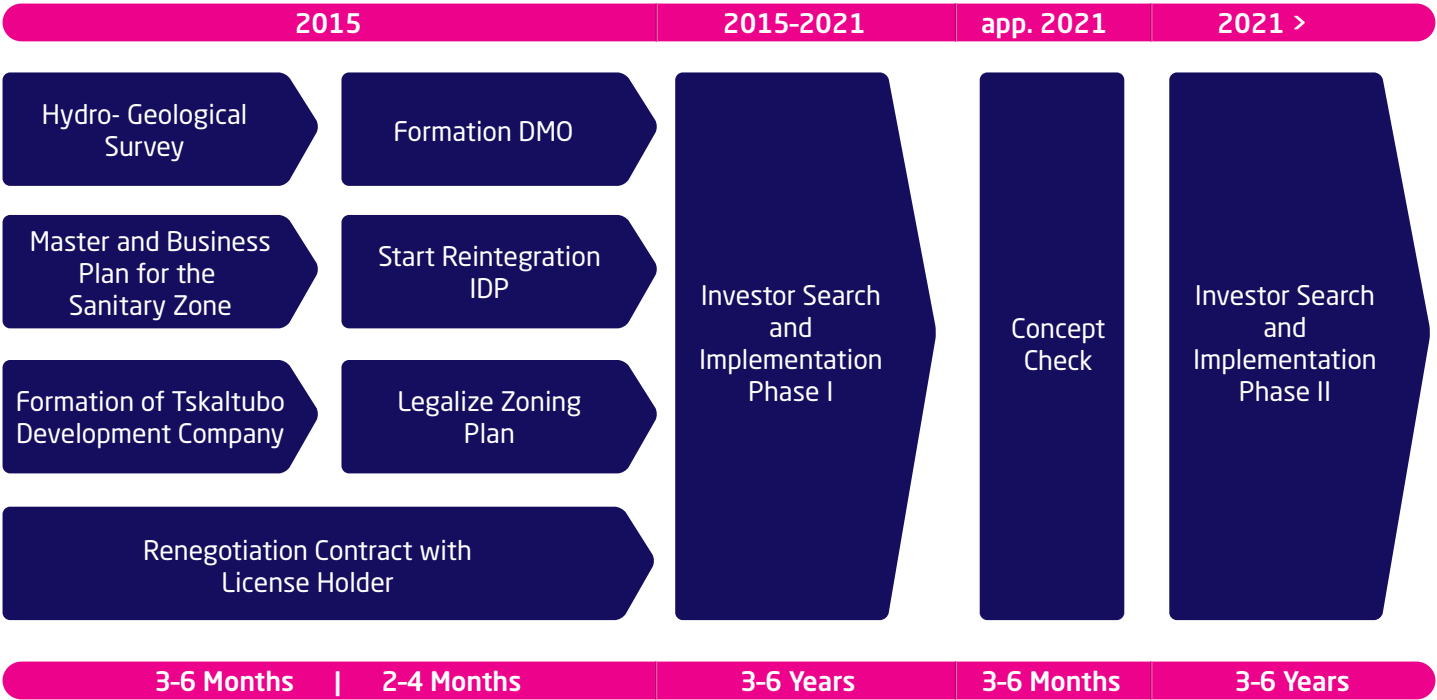 2015
2015-2021
app. 2021
2021 >
Hydro- Geological
Survey
Formation DMO
Master and Business
Plan for the
Sanitary Zone
Start Reintegration
IDP
Formation of Tskaltubo
Development Company
Legalize Zoning
Plan
Renegotiation Contract with
License Holder
Investor Search
and
Implementation
Phase I
Concept
Check
Investor Search
and
Implementation
Phase II
3-6 Months | 2-4 Months
3-6 Years
3-6 Months
3-6 Years